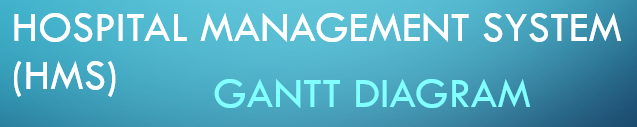 HOSPITAL MANAGEMENT SYSTEM
(HMS)
GANTT DIAGRAM